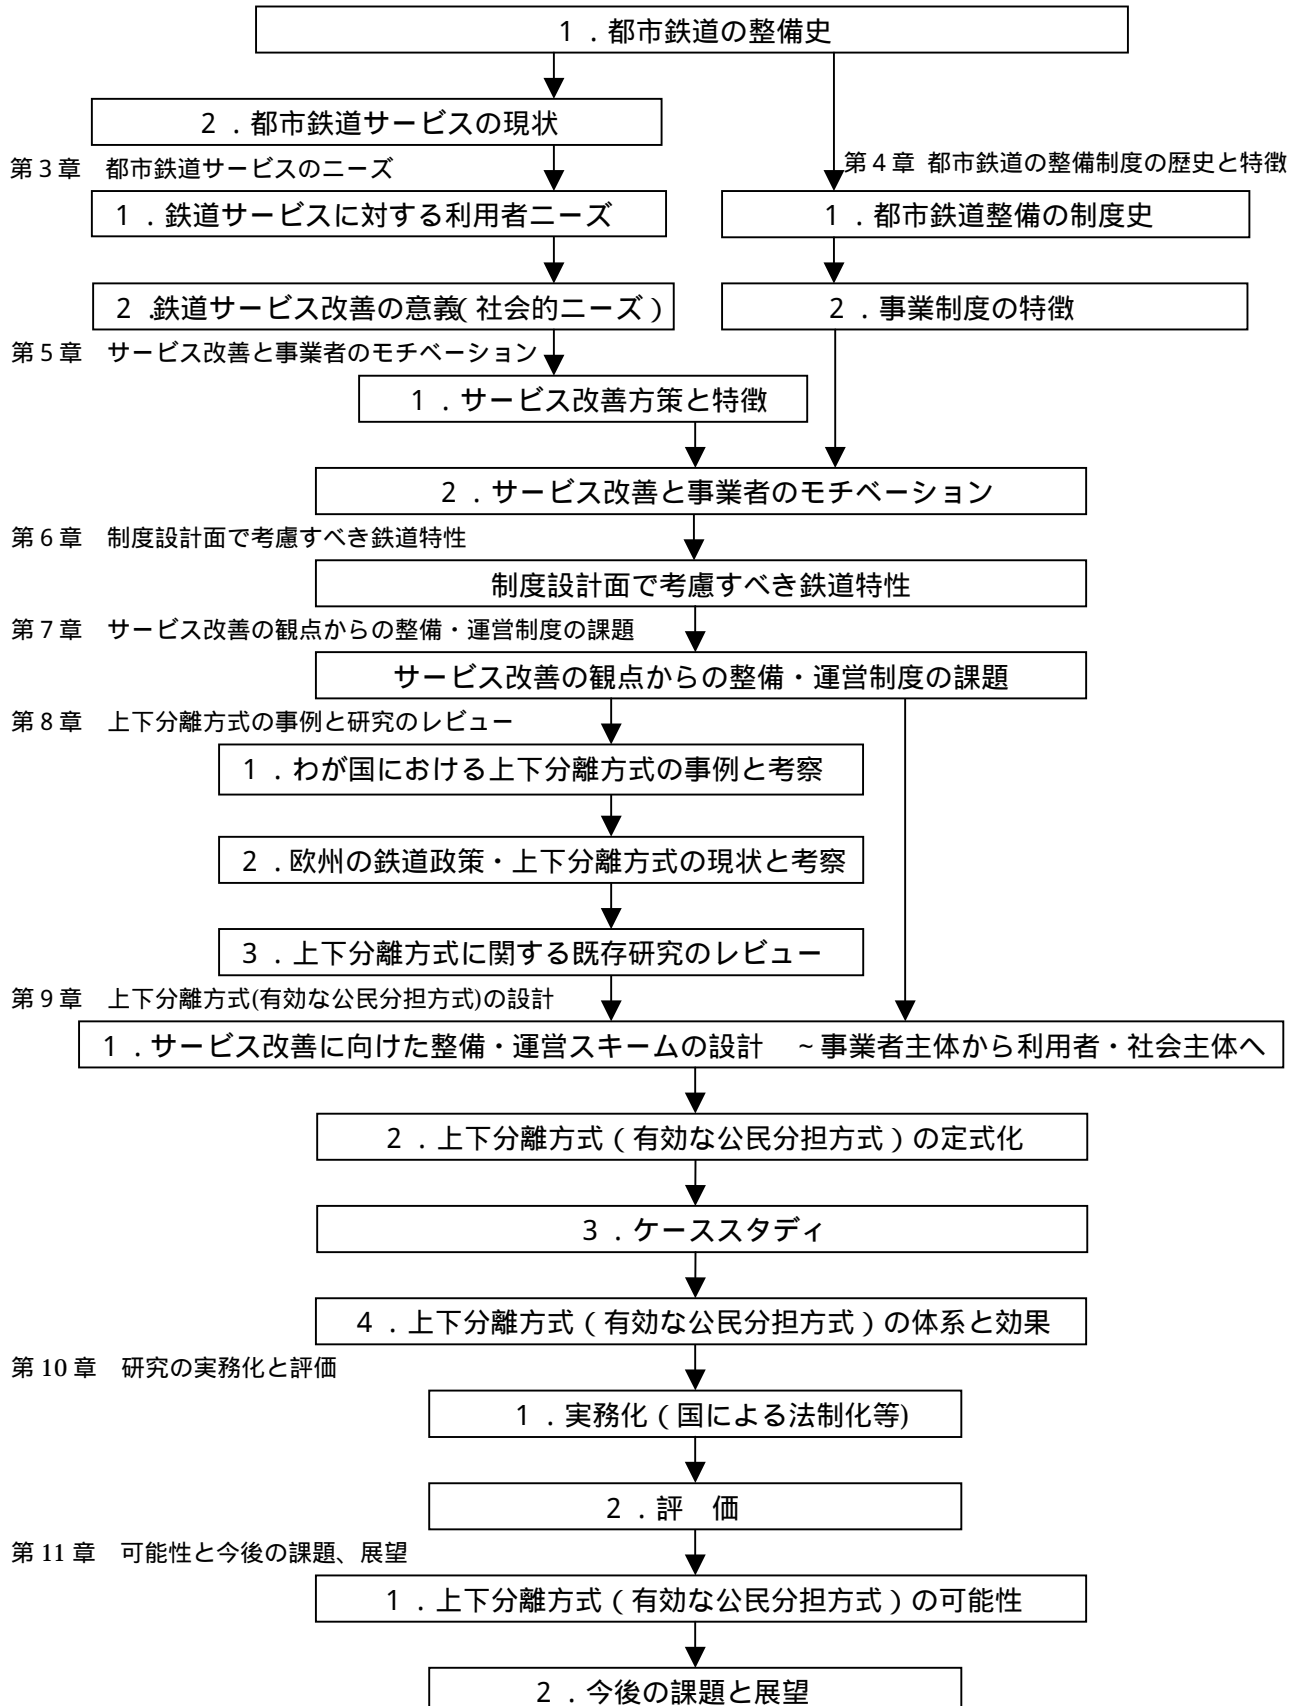 1．都市鉄道の整備史
2．都市鉄道サービスの現状
第3章　都市鉄道サービスのニーズ
第4章 都市鉄道の整備制度の歴史と特徴
1．鉄道サービスに対する利用者ニーズ
1．都市鉄道整備の制度史
2．鉄道サービス改善の意義（社会的ニーズ）
2．事業制度の特徴
第5章　サービス改善と事業者のモチベーション
1．サービス改善方策と特徴
2．サービス改善と事業者のモチベーション
第6章　制度設計面で考慮すべき鉄道特性
制度設計面で考慮すべき鉄道特性
第7章　サービス改善の観点からの整備・運営制度の課題
サービス改善の観点からの整備・運営制度の課題
第8章　上下分離方式の事例と研究のレビュー
1．わが国における上下分離方式の事例と考察
2．欧州の鉄道政策・上下分離方式の現状と考察
3．上下分離方式に関する既存研究のレビュー
第9章　上下分離方式(有効な公民分担方式)の設計
1．サービス改善に向けた整備・運営スキームの設計　~事業者主体から利用者・社会主体へ
2．上下分離方式（有効な公民分担方式）の定式化
3．ケーススタディ
4．上下分離方式（有効な公民分担方式）の体系と効果
第10章　研究の実務化と評価
1．実務化（国による法制化等)
2．評　価
第11章　可能性と今後の課題、展望
1．上下分離方式（有効な公民分担方式）の可能性
2．今後の課題と展望